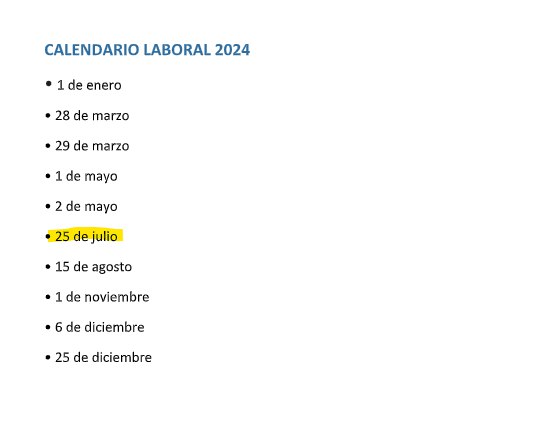 CALENDARIO LABORAL 2024
• 1 de enero
• 28 de marzo
• 29 de marzo
• 1 de mayo
• 2 de mayo
• 25 de julio
• 15 de agosto
• 1 de noviembre
• 6 de diciembre
• 25 de diciembre